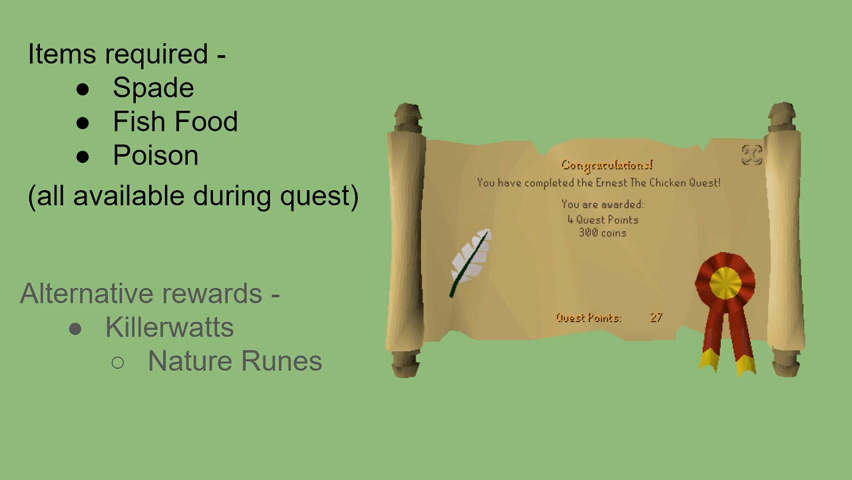 Items required -
● Spade
● Fish Food
● Poison
(all available during quest)
Alternative rewards -
● Killerwatts
○ Nature Runes
Congratulations!
You have completed the Ernest The Chicken Quest!
You are awarded:
4 Quest Points
300 coins
Quest Points: 27